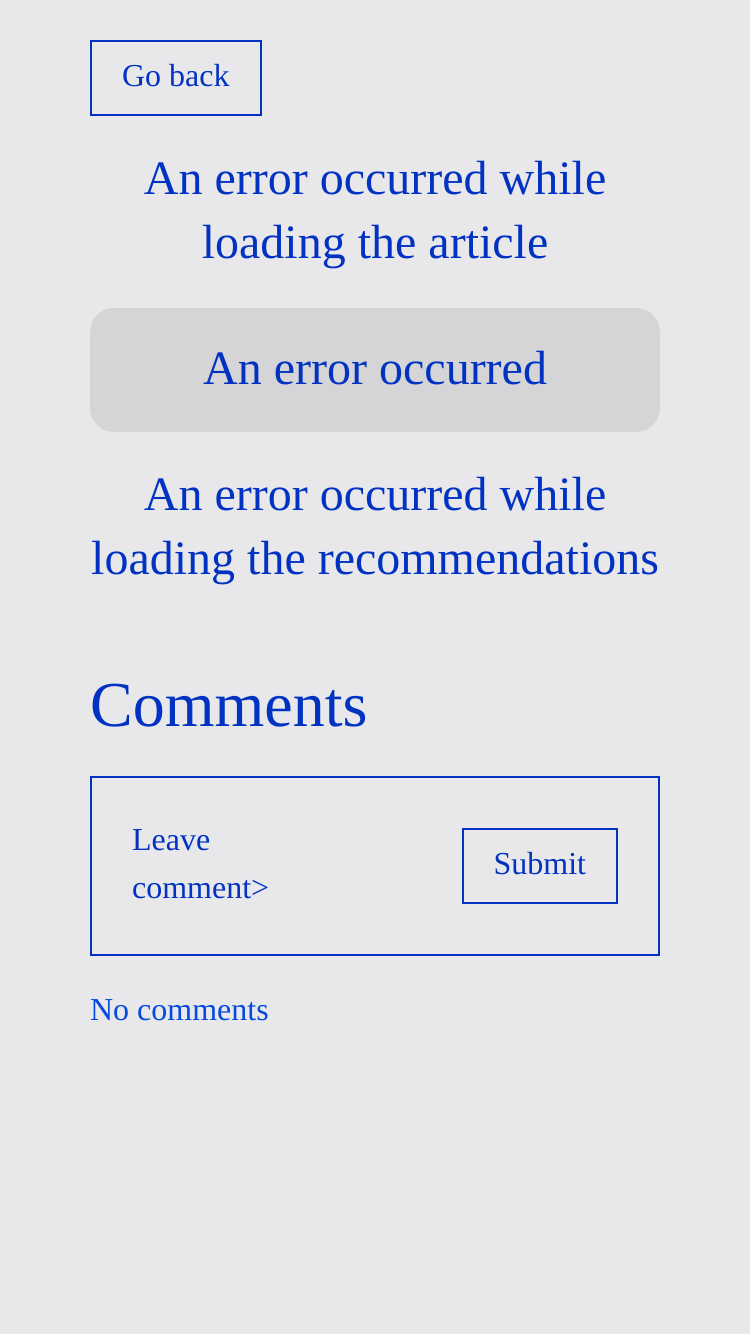 Go back
An error occurred while
loading the article
An error occurred
An error occurred while
loading the recommendations
Comments
Leave
comment>
Submit
No comments